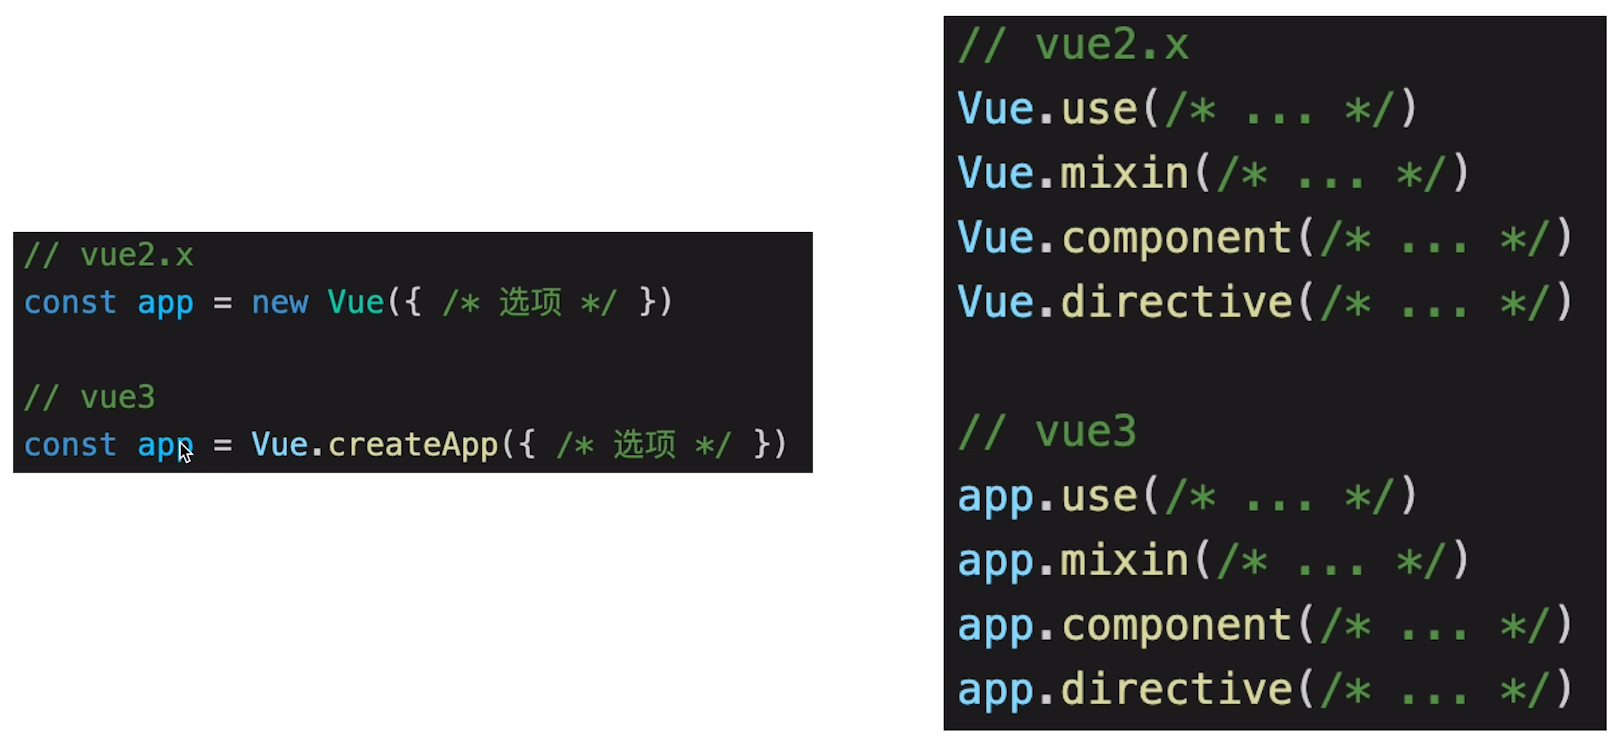 // vue2.x
const app = new Vue({ /* 选项 */ })
// vue3
const app = Vue.createApp({ /* 选项 */ })
// vue2.x
Vue.use(/* ... */)
Vue.mixin(/* ... */)
Vue.component(/* ... */)
Vue.directive(/* ... */)
// vue3
app.use(/* ... */)
app.mixin(/* ... */)
app.component(/* ... */)
app.directive(/* ... */)